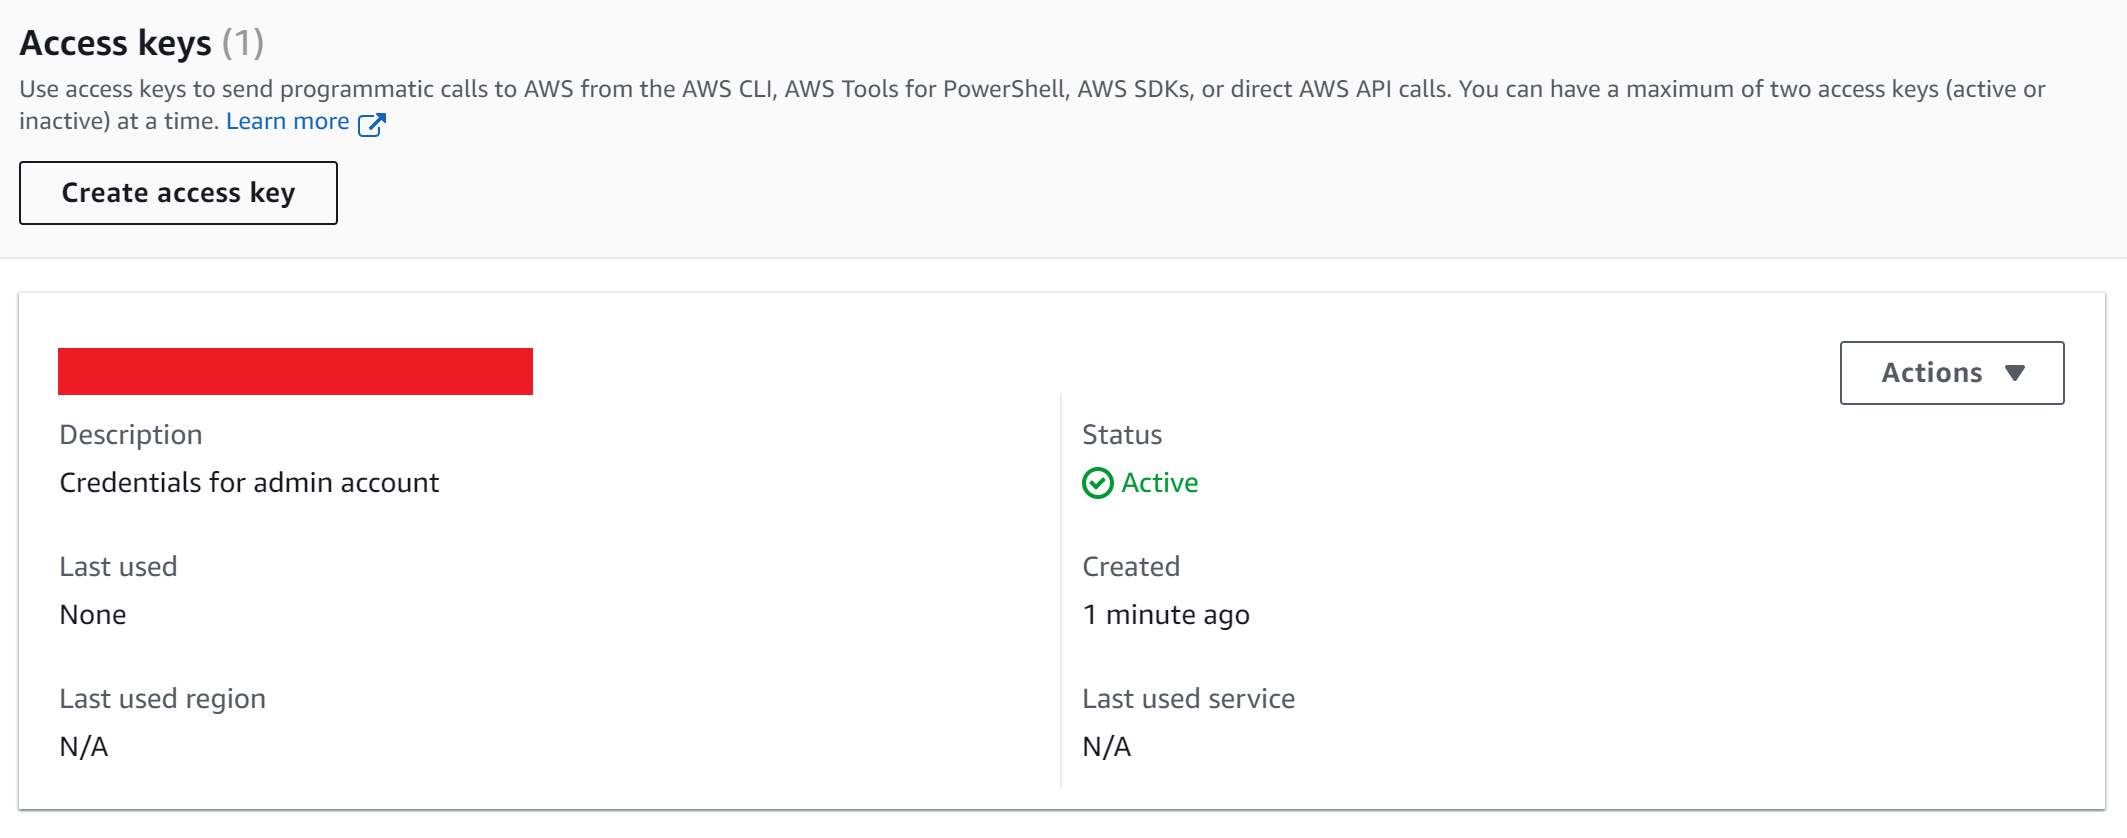 Access keys (1)
Use access keys to send programmatic calls to AWS from the AWS CLI, AWS Tools for PowerShell, AWS SDKs, or direct AWS API calls. You can have a maximum of two access keys (active or
inactive) at a time. Learn more
Create access key
Actions
Description
Credentials for admin account
Status
Active
Last used
None
Created
1 minute ago
Last used region
N/A
Last used service
N/A